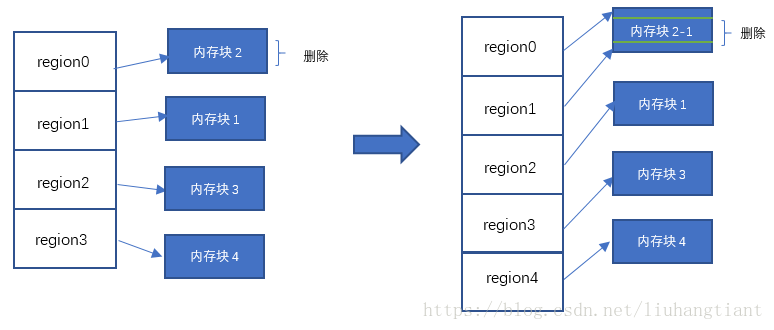 region0
内存块 2
删除
region1
内存块 1
region2
内存块 3
region3
内存块 4
region0
内存块 2-1
删除
region1
内存块 1
region2
内存块 3
region3
内存块 4
region4
https://blog.csdn.net/liuhangtiant